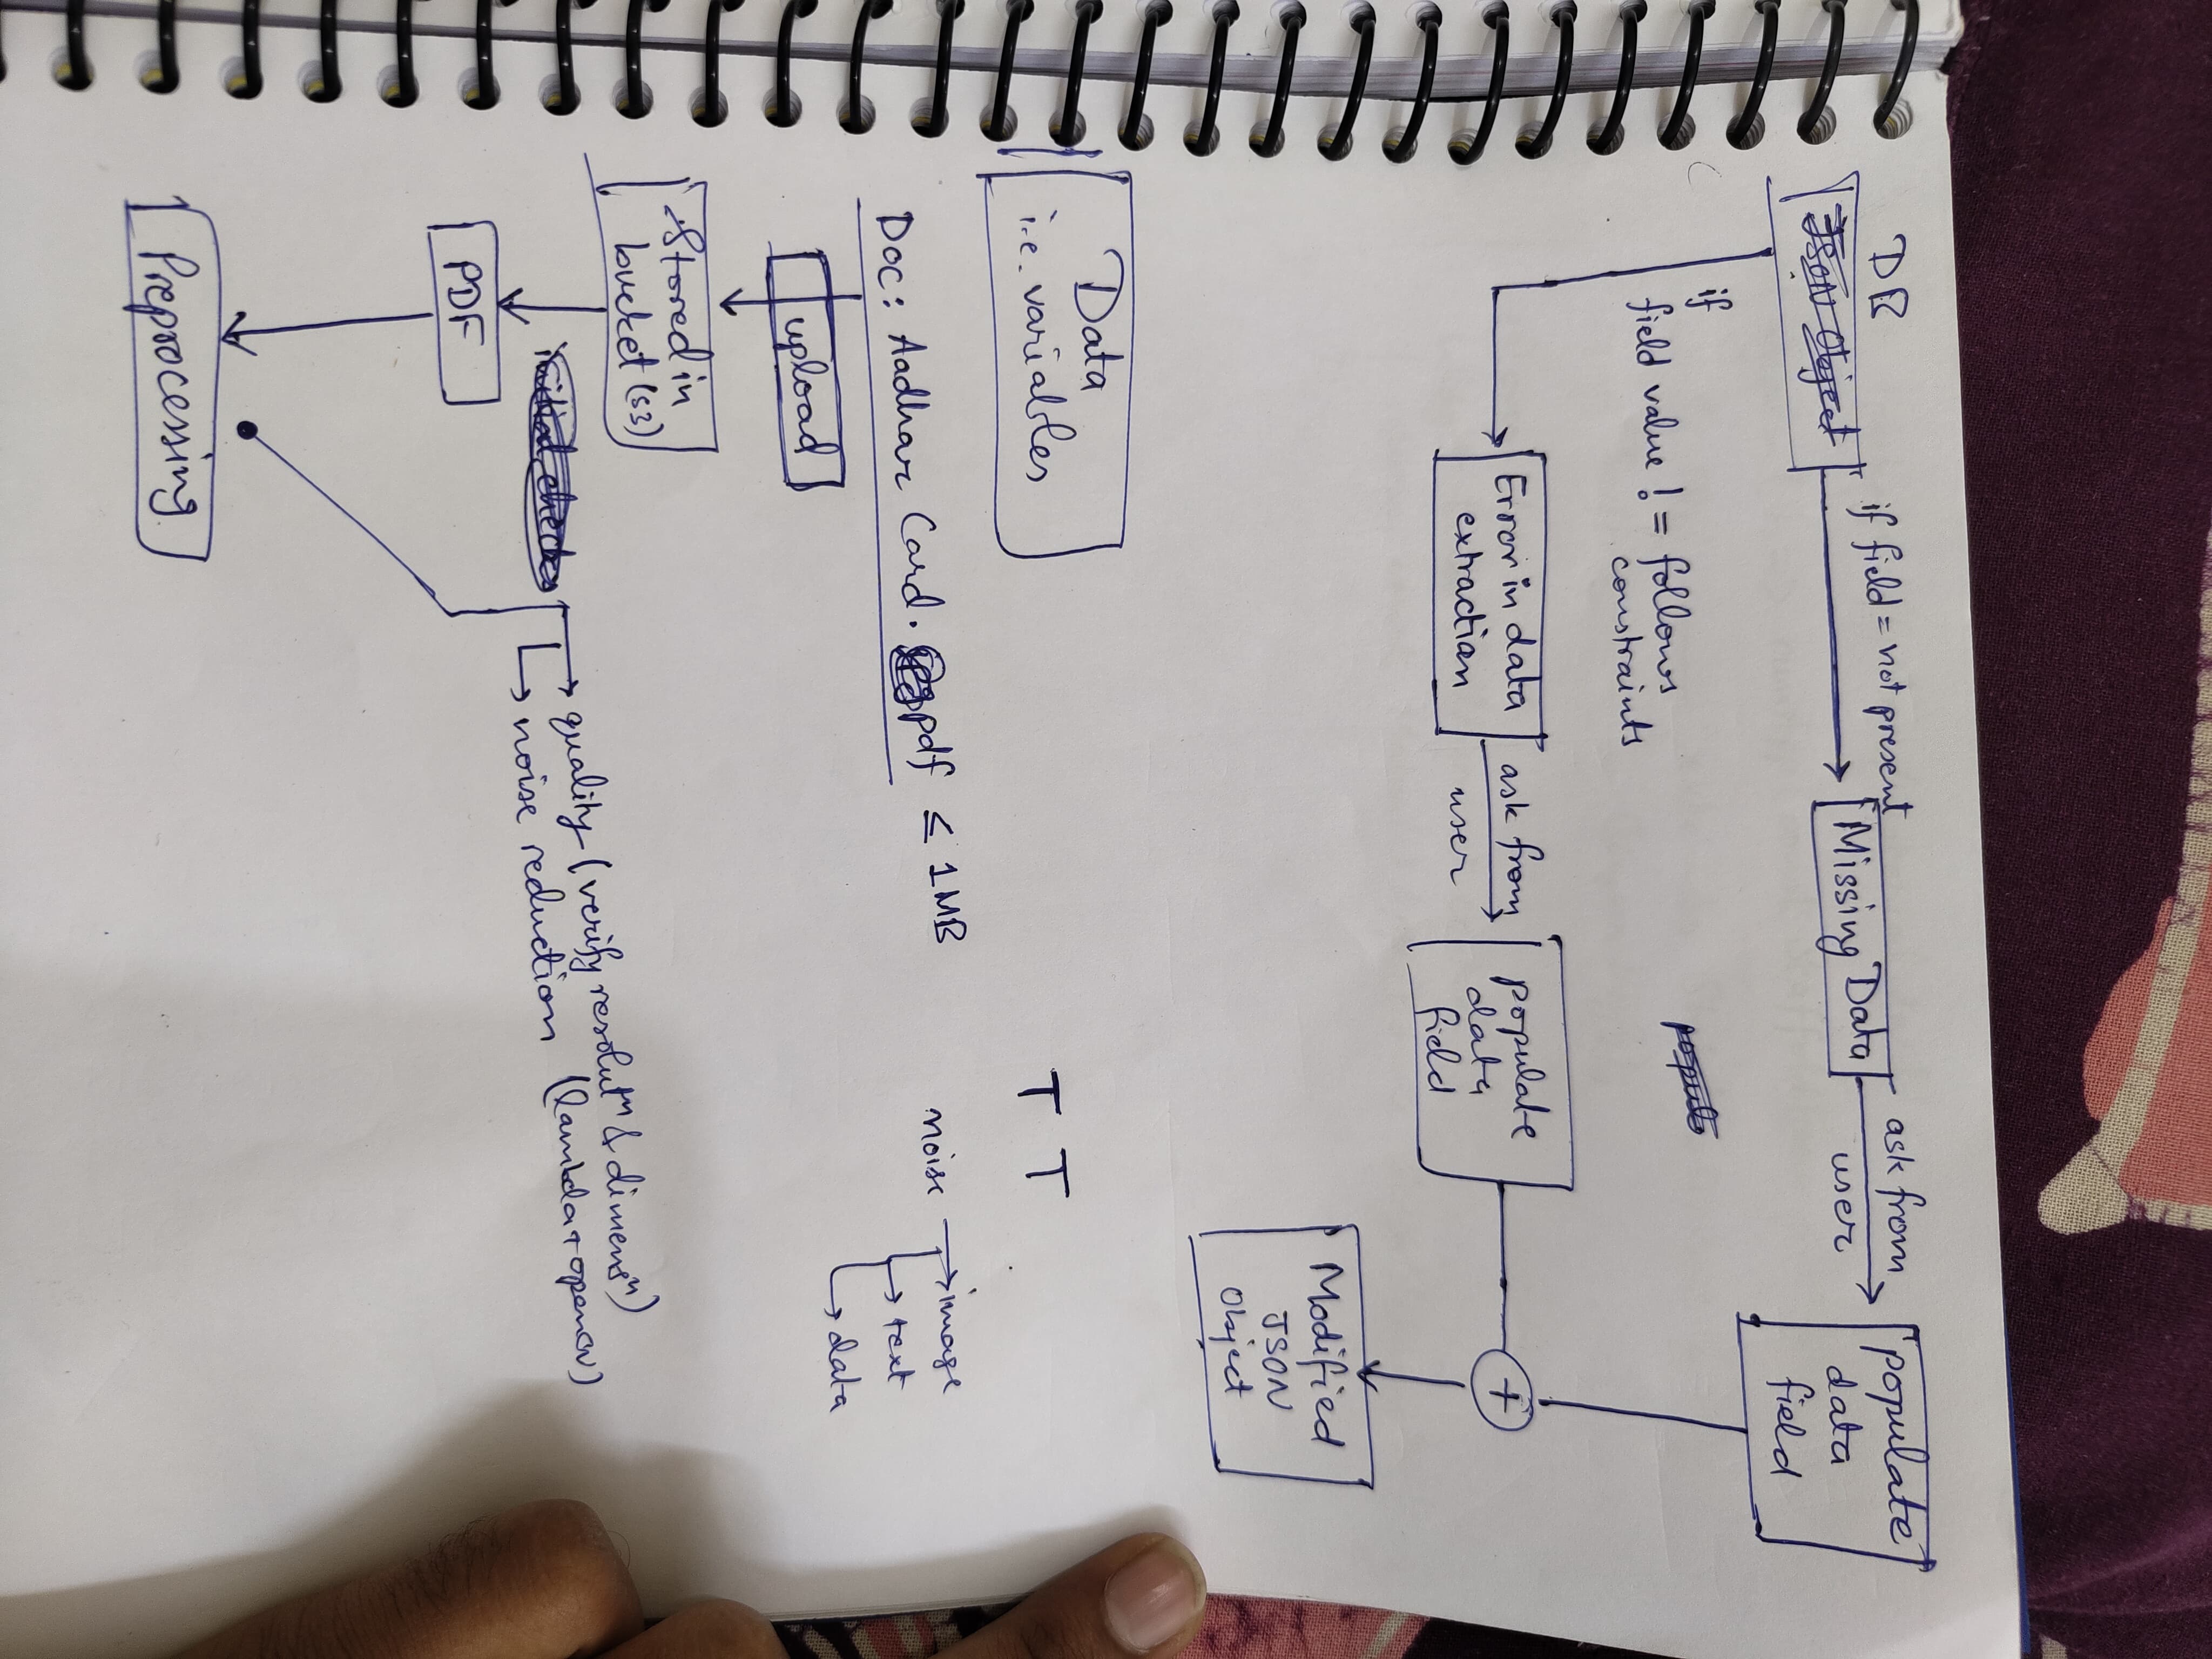 DB
JSON Object
if field = not present
Missing Data
ask from
user
populate
data
field
if
field value != follows
constraints
Error in data
extraction
ask from
user
populate
data
field
+
Modified
JSON
Object
Data
i.e. variables
T T
Doc: Aadhar Card. pdf ≤ 1MB
upload
noise
image
text
data
Stored in
bucket (s3)
PDF
quality (verify resolutⁿ & dimensⁿ)
noise reduction (lambda + opencv)
Preprocessing